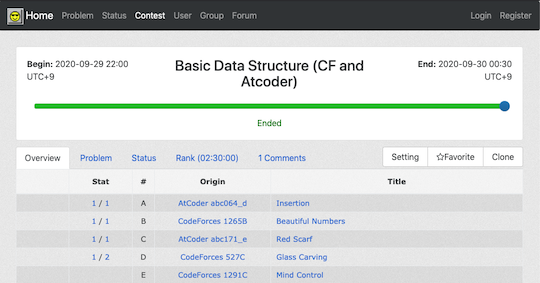 Home Problem Status Contest User Group Forum Login Register
Begin: 2020-09-29 22:00
UTC+9
Basic Data Structure (CF and
Atcoder)
End: 2020-09-30 00:30
UTC+9
Ended
Overview Problem Status Rank (02:30:00) 1 Comments Setting ☆Favorite Clone
Stat # Origin Title
1 / 1 A AtCoder abc064_d Insertion
1 / 1 B CodeForces 1265B Beautiful Numbers
1 / 1 C AtCoder abc171_e Red Scarf
1 / 2 D CodeForces 527C Glass Carving
E CodeForces 1291C Mind Control